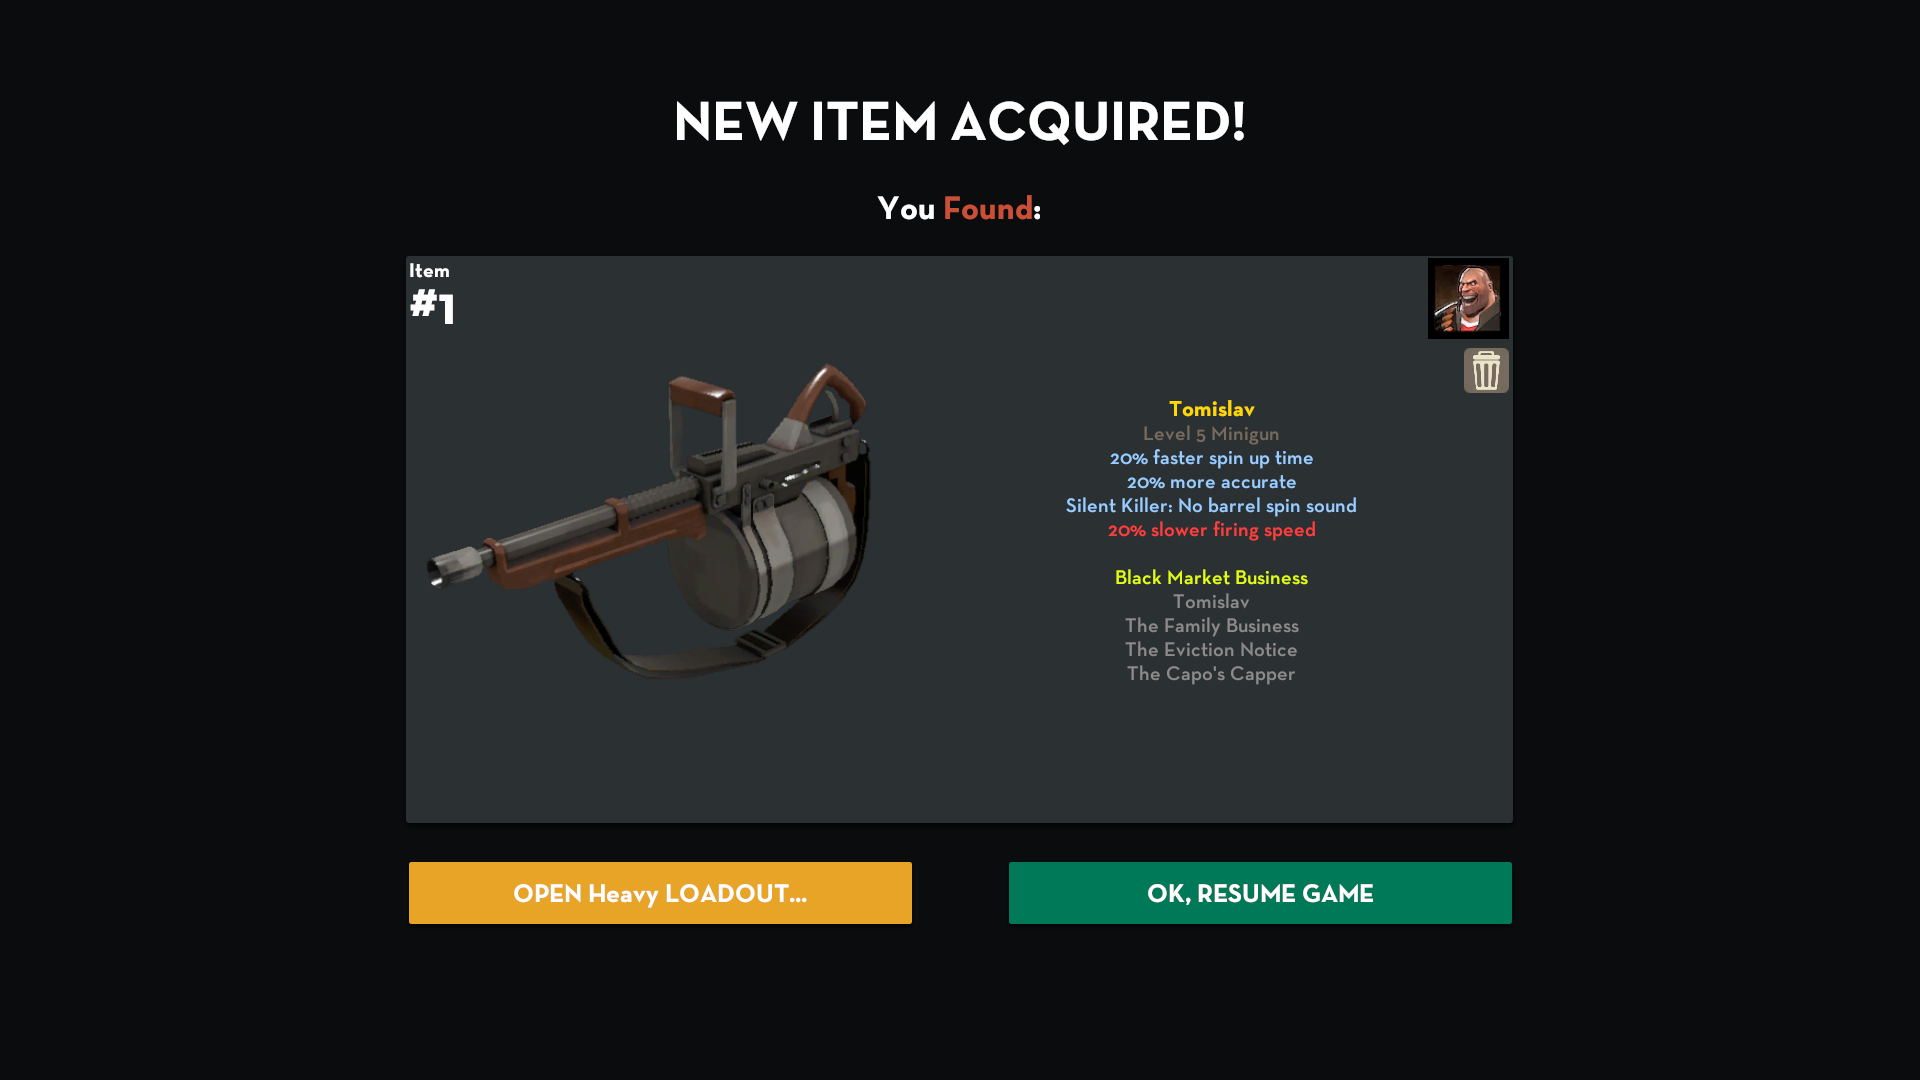 NEW ITEM ACQUIRED!
You Found:
Item
#1
Tomislav
Level 5 Minigun
20% faster spin up time
20% more accurate
Silent Killer: No barrel spin sound
20% slower firing speed
Black Market Business
Tomislav
The Family Business
The Eviction Notice
The Capo's Capper
OPEN Heavy LOADOUT...
OK, RESUME GAME